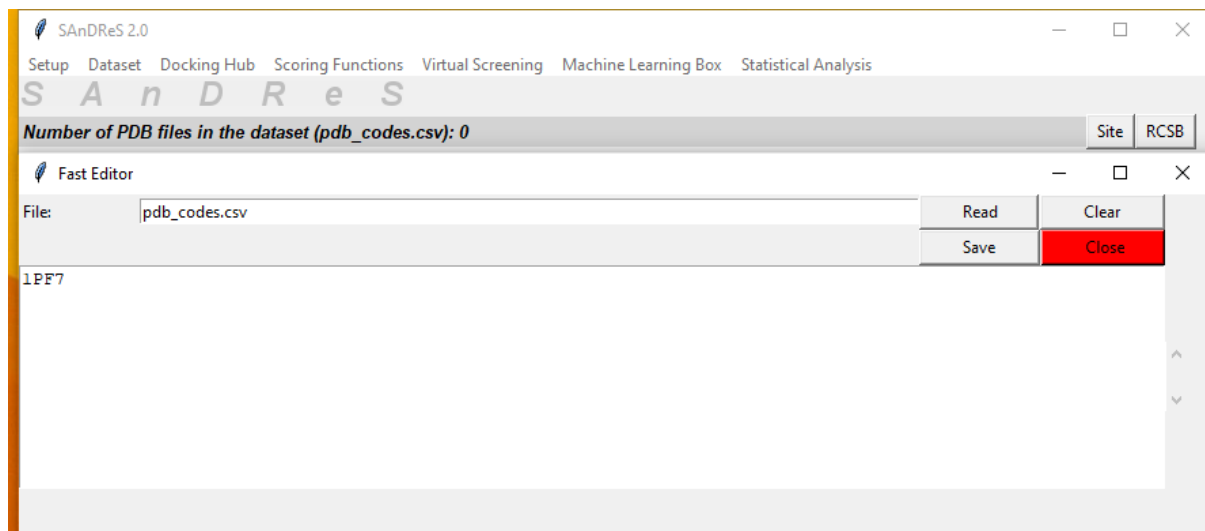 SAnDReS 2.0
Setup Dataset Docking Hub Scoring Functions Virtual Screening Machine Learning Box Statistical Analysis
S A n D R e S
Number of PDB files in the dataset (pdb_codes.csv): 0 Site RCSB
Fast Editor
File: pdb_codes.csv Read Clear
Save Close
1PF7